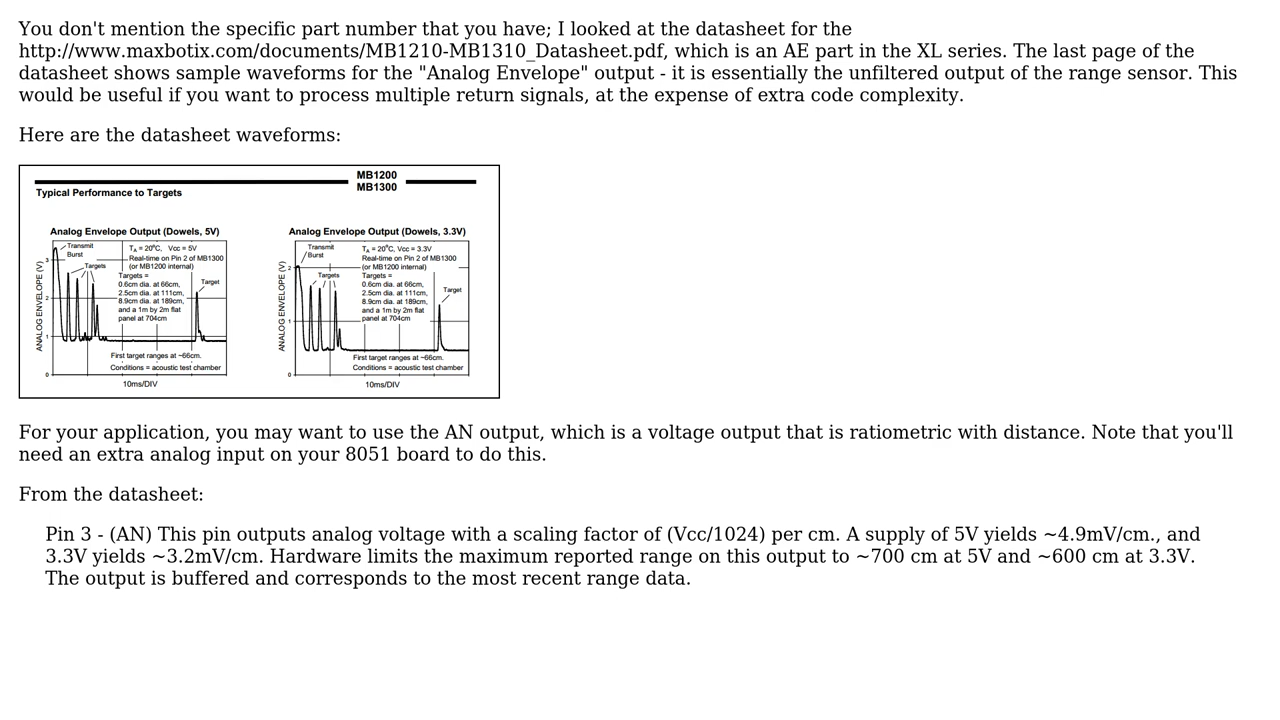 You don't mention the specific part number that you have; I looked at the datasheet for the
http://www.maxbotix.com/documents/MB1210-MB1310_Datasheet.pdf, which is an AE part in the XL series. The last page of the
datasheet shows sample waveforms for the "Analog Envelope" output - it is essentially the unfiltered output of the range sensor. This
would be useful if you want to process multiple return signals, at the expense of extra code complexity.
Here are the datasheet waveforms:
MB1200
MB1300
Typical Performance to Targets
Analog Envelope Output (Dowels, 5V)
ANALOG ENVELOPE (V)
3
2
1
0
Transmit
Burst
Targets
TA = 20°C, Vcc = 5V
Real-time on Pin 2 of MB1300
(or MB1200 internal)
Targets =
0.6cm dia. at 66cm,
2.5cm dia. at 111cm,
8.9cm dia. at 189cm,
and a 1m by 2m flat
panel at 704cm
Target
First target ranges at ~66cm.
Conditions = acoustic test chamber
10ms/DIV
Analog Envelope Output (Dowels, 3.3V)
ANALOG ENVELOPE (V)
2
1
0
Transmit
Burst
Targets
TA = 20°C, Vcc = 3.3V
Real-time on Pin 2 of MB1300
(or MB1200 internal)
Targets =
0.6cm dia. at 66cm,
2.5cm dia. at 111cm,
8.9cm dia. at 189cm,
and a 1m by 2m flat
panel at 704cm
Target
First target ranges at ~66cm.
Conditions = acoustic test chamber
10ms/DIV
For your application, you may want to use the AN output, which is a voltage output that is ratiometric with distance. Note that you'll
need an extra analog input on your 8051 board to do this.
From the datasheet:
Pin 3 - (AN) This pin outputs analog voltage with a scaling factor of (Vcc/1024) per cm. A supply of 5V yields ~4.9mV/cm., and
3.3V yields ~3.2mV/cm. Hardware limits the maximum reported range on this output to ~700 cm at 5V and ~600 cm at 3.3V.
The output is buffered and corresponds to the most recent range data.